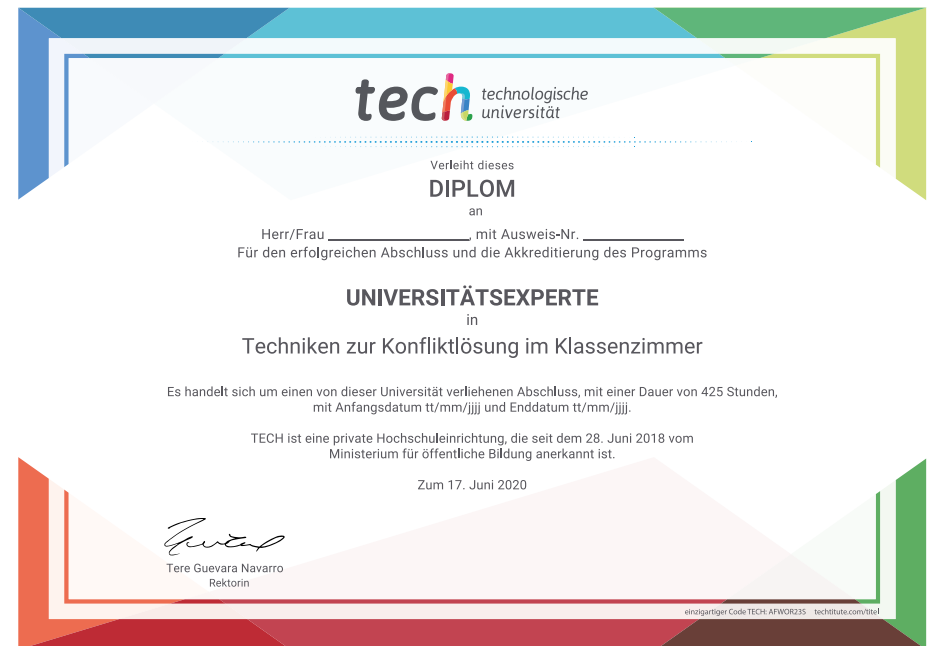 tech technologische
universität
Verleiht dieses
DIPLOM
an
Herr/Frau ____________, mit Ausweis-Nr. ____________
Für den erfolgreichen Abschluss und die Akkreditierung des Programms
UNIVERSITÄTSEXPERTE
in
Techniken zur Konfliktlösung im Klassenzimmer
Es handelt sich um einen von dieser Universität verliehenen Abschluss, mit einer Dauer von 425 Stunden,
mit Anfangsdatum tt/mm/jjjj und Enddatum tt/mm/jjjj.
TECH ist eine private Hochschuleinrichtung, die seit dem 28. Juni 2018 vom
Ministerium für öffentliche Bildung anerkannt ist.
Zum 17. Juni 2020
Tere Guevara Navarro
Rektorin
einzigartiger Code TECH: AFWOR23S techtitute.com/titel